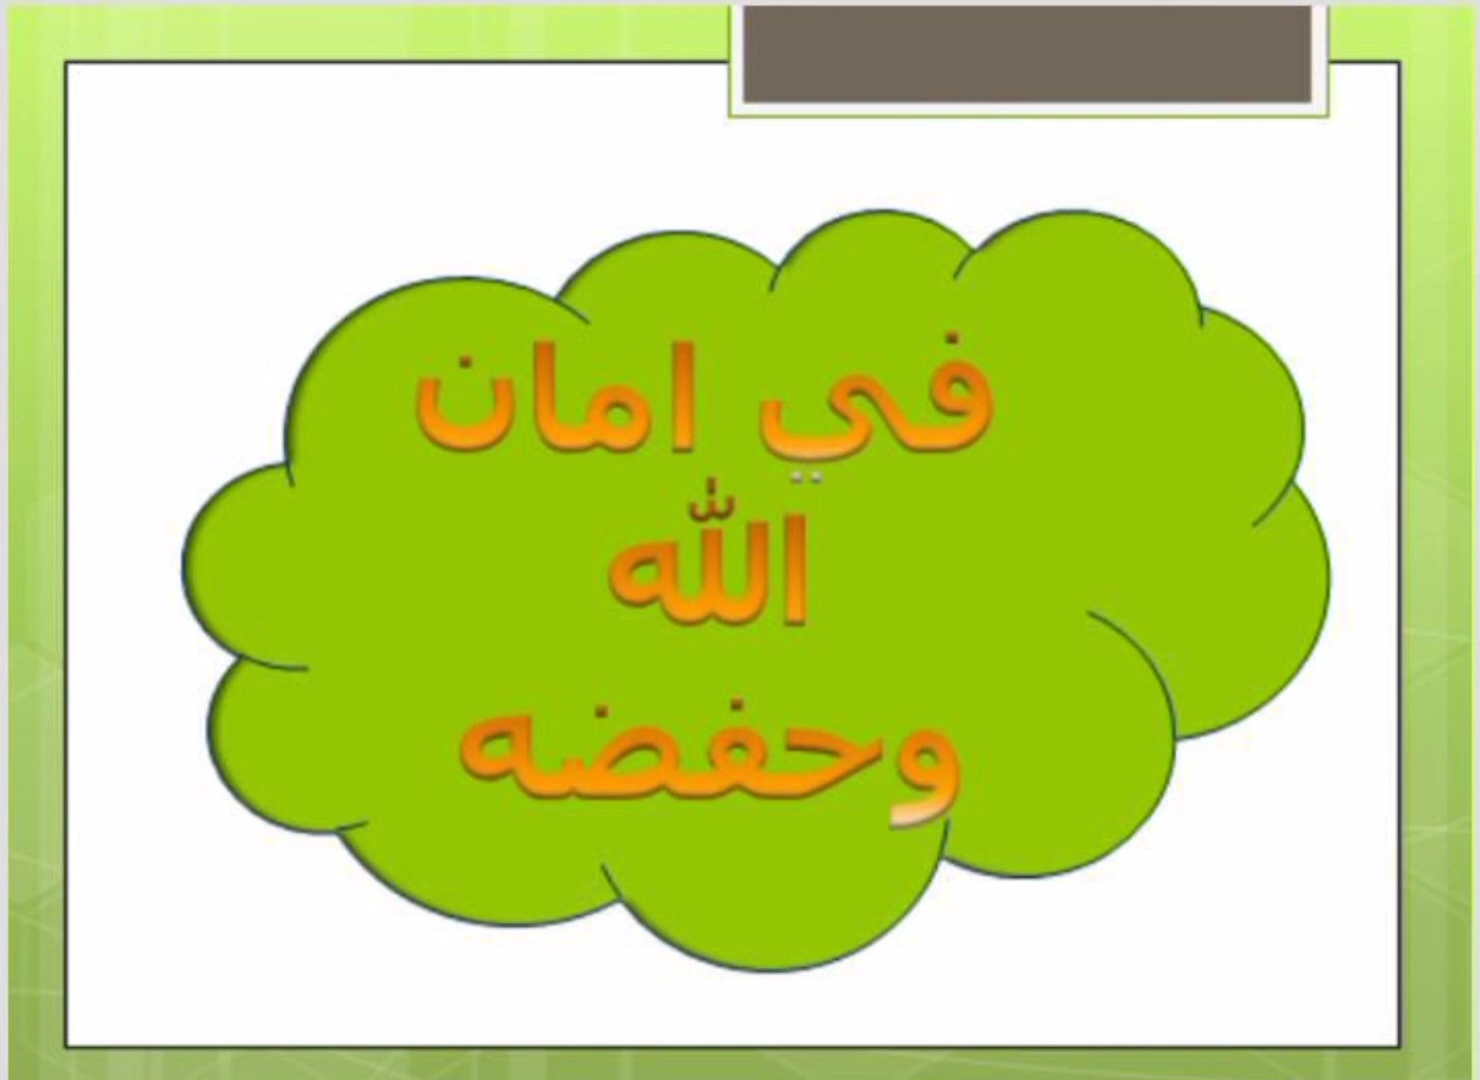 في امان
الله
وحفضه